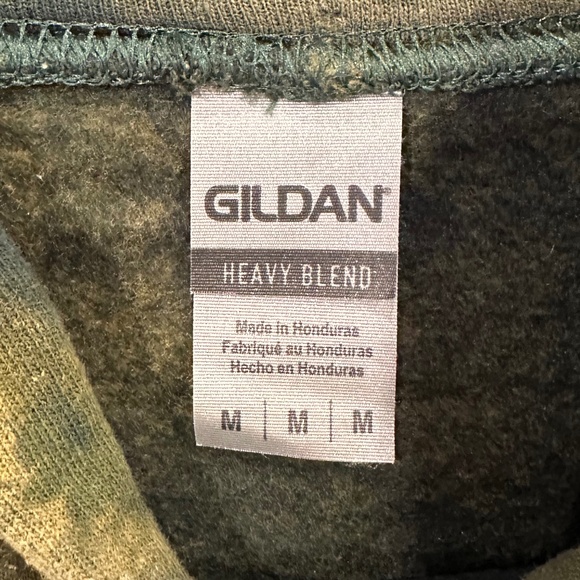 GILDAN®
HEAVY BLEND
Made in Honduras
Fabriqué au Honduras
Hecho en Honduras
M | M | M